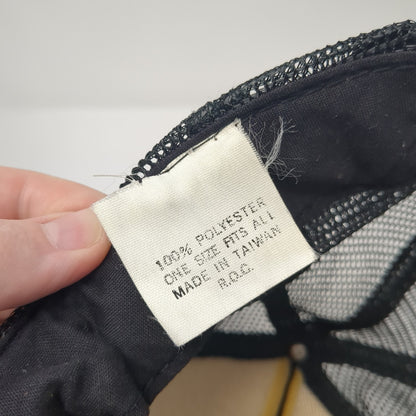 100% POLYESTER
ONE SIZE FITS ALL
MADE IN TAIWAN
R.O.C.